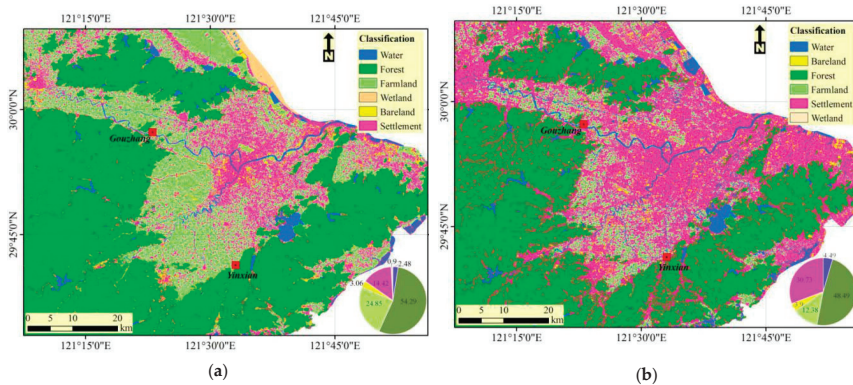 121°15'0"E 121°30'0"E 121°45'0"E
N
Classification
Water
Forest
Farmland
Wetland
Bareland
Settlement
30°0'0"N
29°45'0"N
Gouzhang
Yinxian
0.9
2.48
3.06
14.42
24.85
54.29
0 5 10 20
km
121°15'0"E 121°30'0"E 121°45'0"E
(a)
121°15'0"E 121°30'0"E 121°45'0"E
N
Classification
Water
Bareland
Forest
Farmland
Settlement
Wetland
30°0'0"N
29°45'0"N
Gouzhang
Yinxian
4.49
48.49
12.38
0 5 10 20
km
121°15'0"E 121°30'0"E 121°45'0"E
(b)